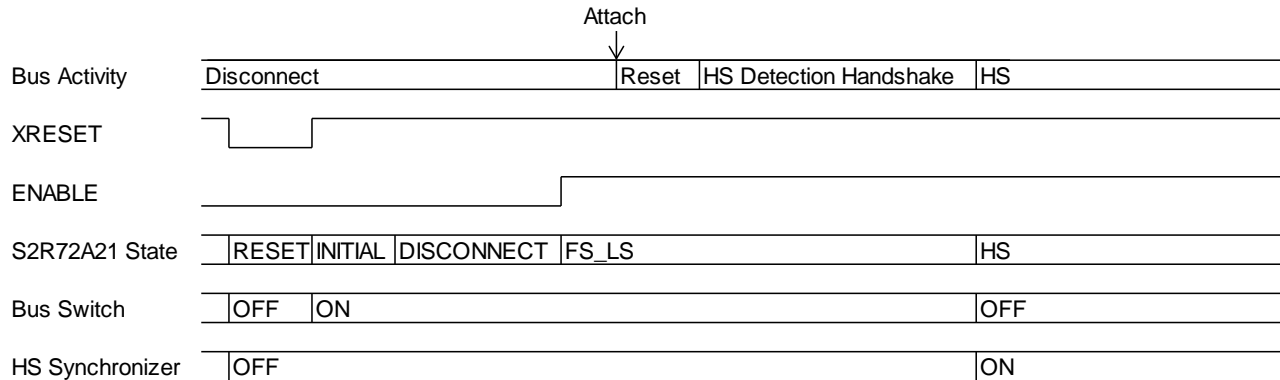 Attach
Bus Activity Disconnect Reset HS Detection Handshake HS
XRESET
ENABLE
S2R72A21 State RESET INITIAL DISCONNECT FS_LS HS
Bus Switch OFF ON OFF
HS Synchronizer OFF ON